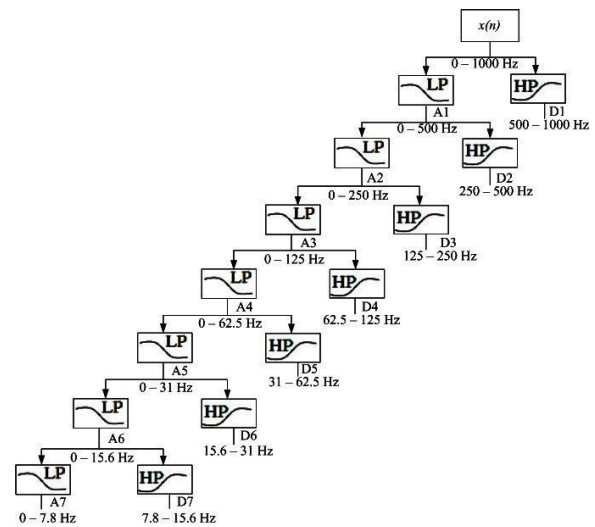 x(n)
0 – 1000 Hz
LP
HP
A1
D1
0 – 500 Hz
500 – 1000 Hz
LP
HP
A2
D2
0 – 250 Hz
250 – 500 Hz
LP
HP
A3
D3
0 – 125 Hz
125 – 250 Hz
LP
HP
A4
D4
0 – 62.5 Hz
62.5 – 125 Hz
LP
HP
A5
D5
0 – 31 Hz
31 – 62.5 Hz
LP
HP
A6
D6
0 – 15.6 Hz
15.6 – 31 Hz
LP
HP
A7
D7
0 – 7.8 Hz
7.8 – 15.6 Hz